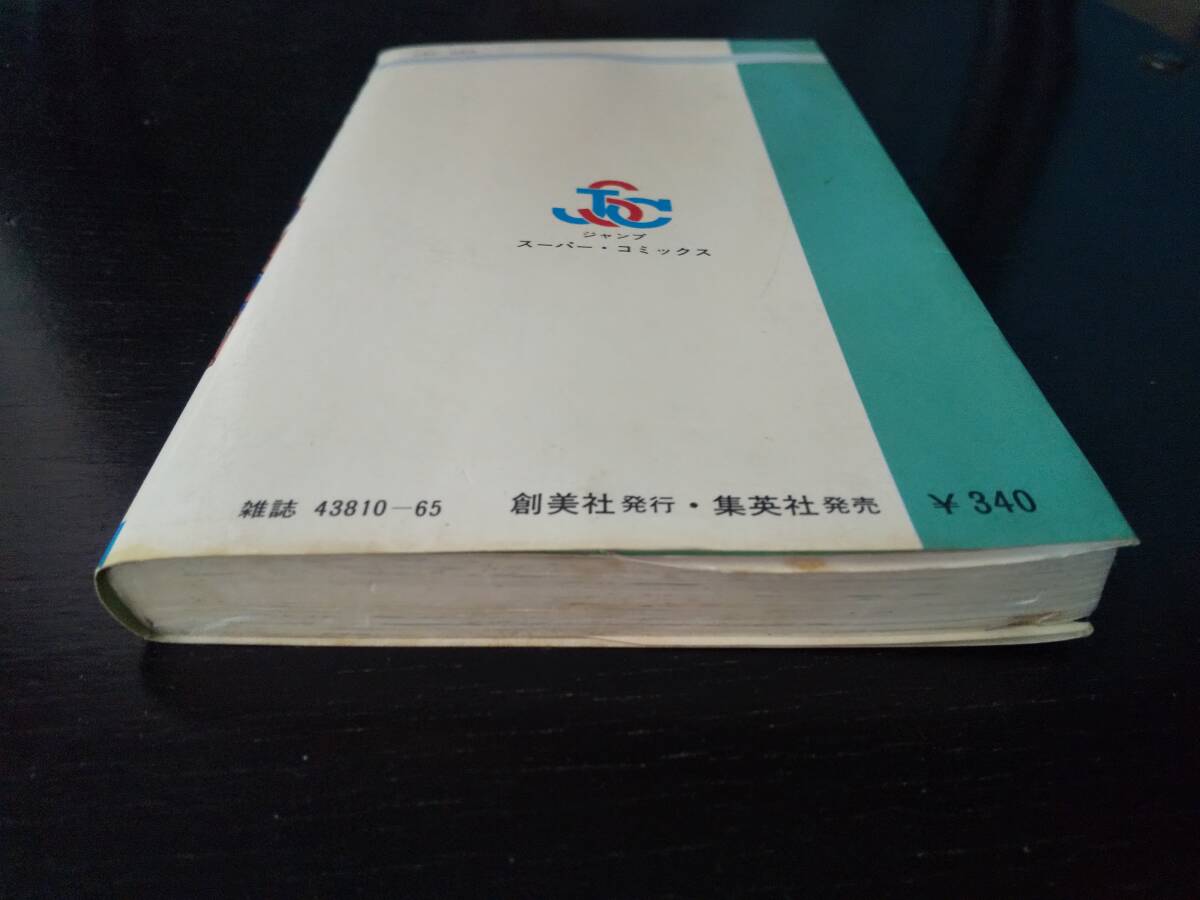 JSC
ジャンプ
スーパー・コミックス
雑誌 43810-65
創美社発行・集英社発売
¥340